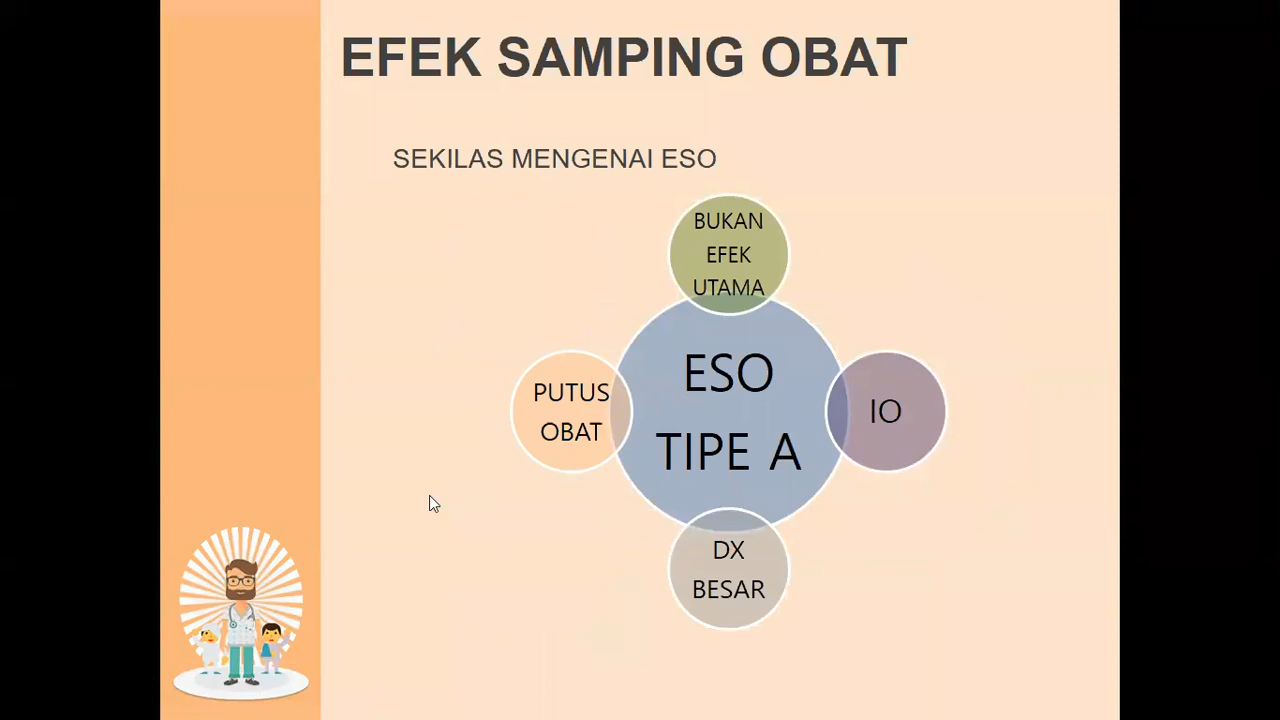 EFEK SAMPING OBAT
SEKILAS MENGENAI ESO
BUKAN
EFEK
UTAMA
ESO
TIPE A
PUTUS
OBAT
IO
DX
BESAR